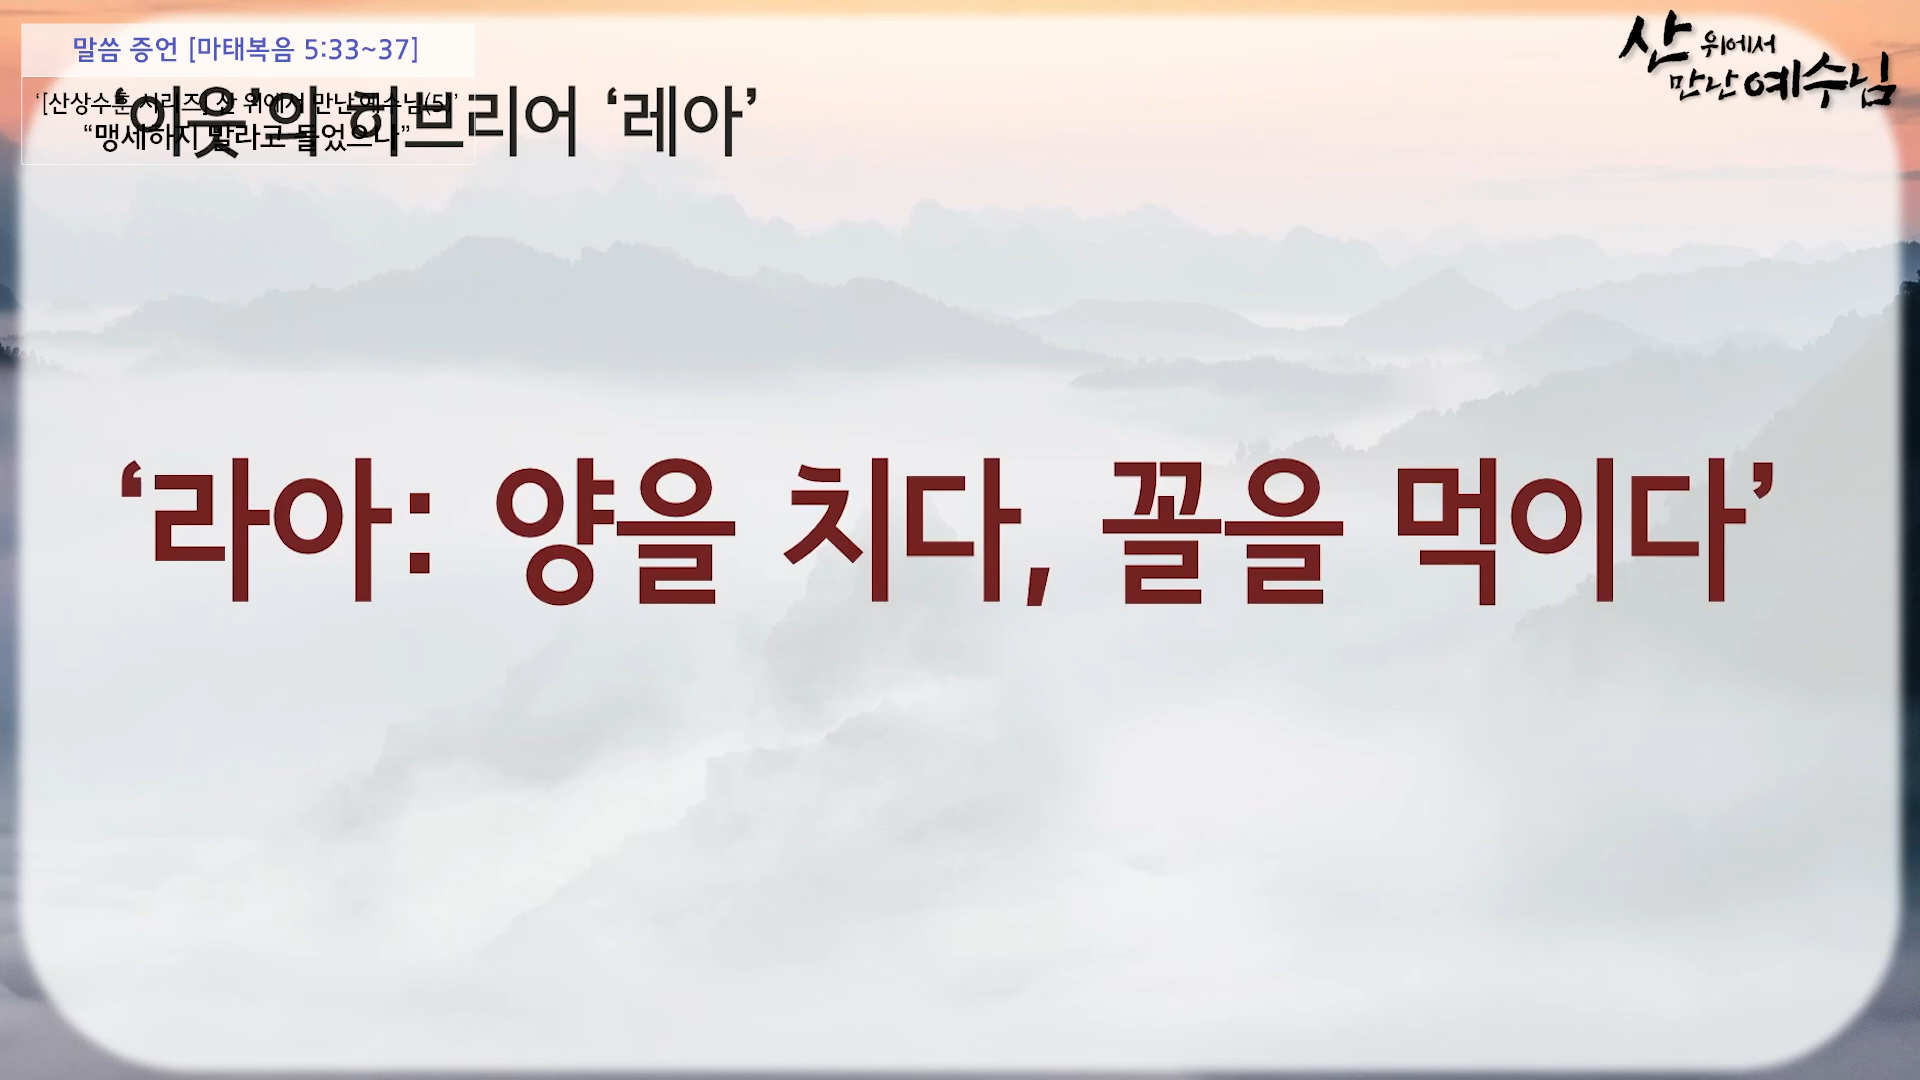 말씀 증언 [마태복음 5:33~37]
‘[산상수훈 시리즈] 산 위에서 만난 예수님(5)’
“맹세하지 말라고 들었으나”
‘이웃’의 히브리어 ‘레아’
산 위에서
만난 예수님
‘라아: 양을 치다, 꼴을 먹이다’